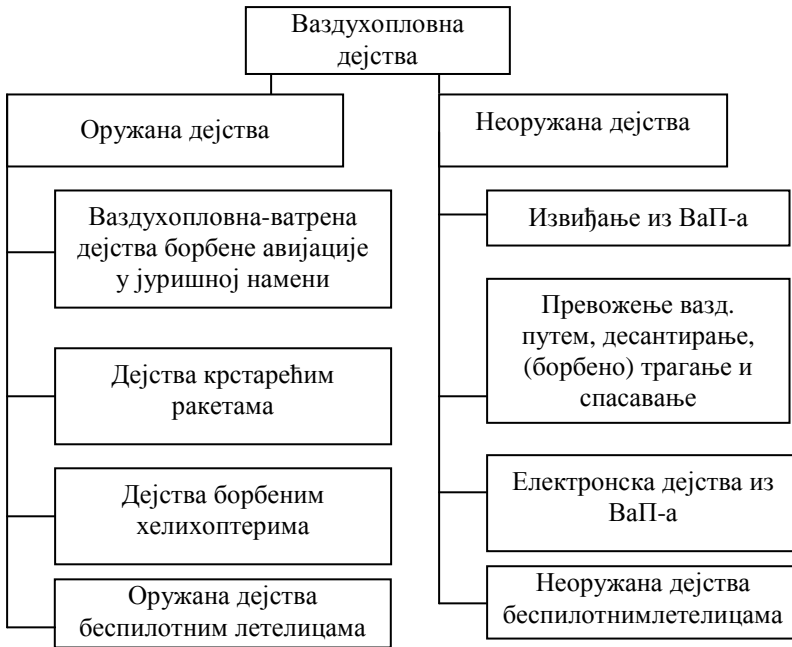 Ваздухопловна
дејства
Оружана дејства
Ваздухопловна-ватрена
дејства борбене авијације
у јуришној намени
Дејства крстарећим
ракетама
Дејства борбеним
хелихоптерима
Оружана дејства
беспилотним летелицама
Неоружана дејства
Извиђање из ВаП-а
Превожење вазд.
путем, десантирање,
(борбено) трагање и
спасавање
Електронска дејства из
ВаП-а
Неоружана дејства
беспилотнимлетелицама